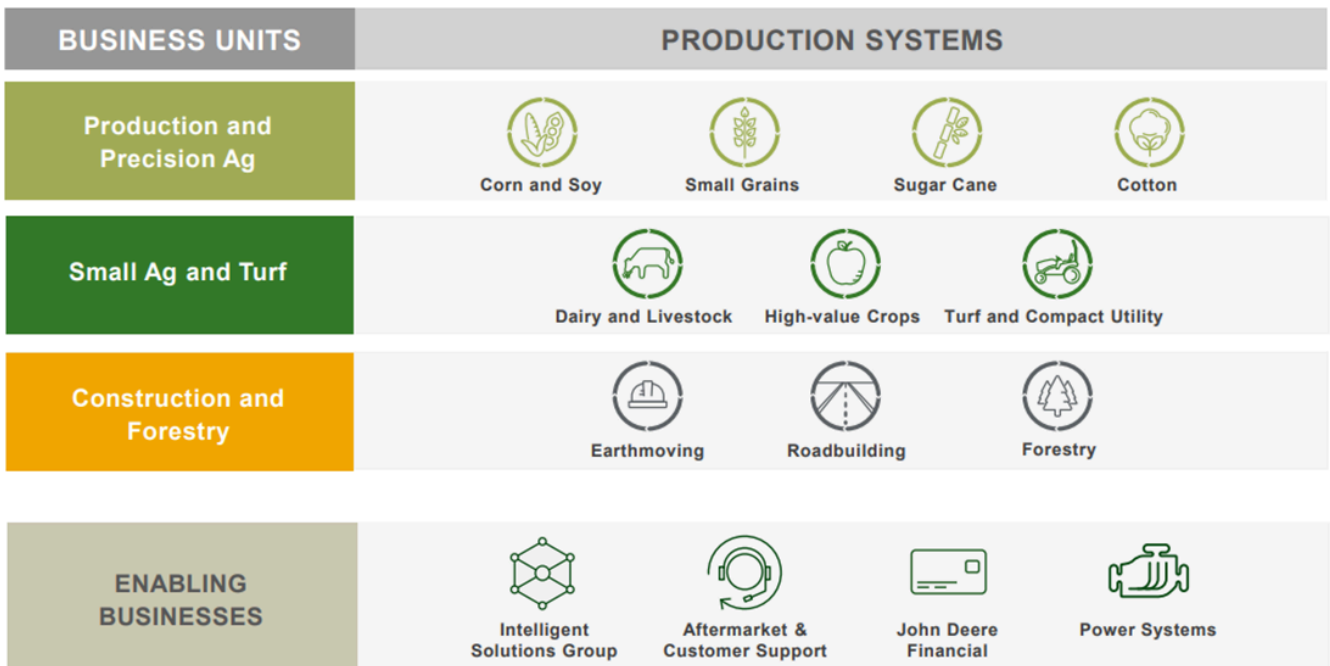 BUSINESS UNITS
PRODUCTION SYSTEMS
Production and
Precision Ag
Corn and Soy
Small Grains
Sugar Cane
Cotton
Small Ag and Turf
Dairy and Livestock
High-value Crops
Turf and Compact Utility
Construction and
Forestry
Earthmoving
Roadbuilding
Forestry
ENABLING
BUSINESSES
Intelligent
Solutions Group
Aftermarket &
Customer Support
John Deere
Financial
Power Systems